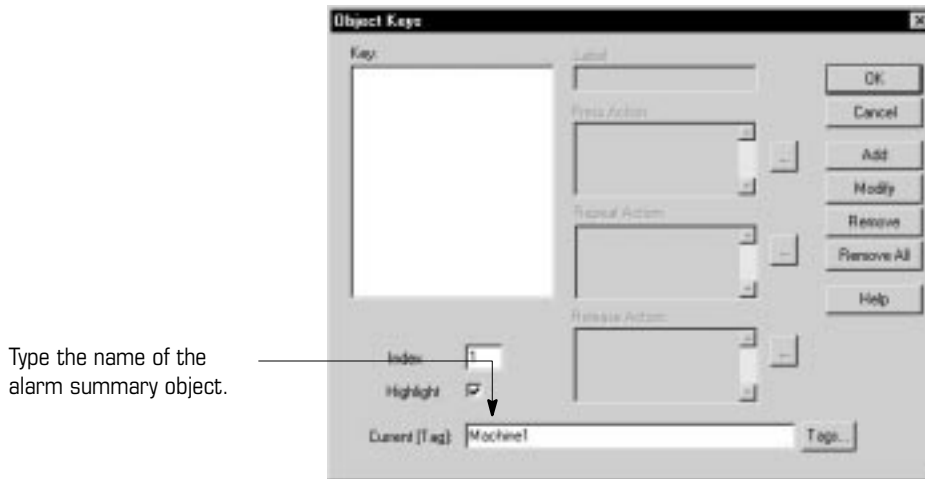 Object Keys
Key:
Label
Press Action:
Repeat Action:
Release Action:
OK
Cancel
Add
Modify
Remove
Remove All
Help
...
...
...
Type the name of the
alarm summary object.
Index
1
Highlight
Current [Tag]:
Machine1
Tags...